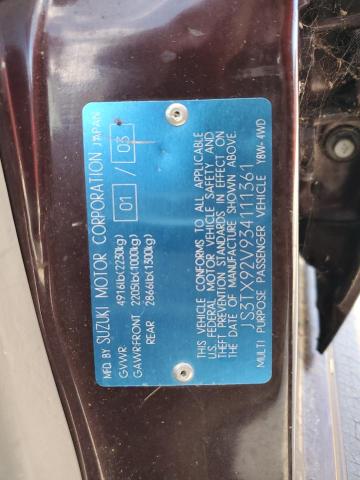 MFD BY SUZUKI MOTOR CORPORATION JAPAN
GVWR 4916lb(2230kg) 01 / 03
GAWR-FRONT 2205lb(1000kg)
REAR 2866lb(1300kg)
THIS VEHICLE CONFORMS TO ALL APPLICABLE
U.S. FEDERAL MOTOR VEHICLE SAFETY AND
THEFT PREVENTION STANDARDS IN EFFECT ON
THE DATE OF MANUFACTURE SHOWN ABOVE.
JS3TX92V934111361
MULTI PURPOSE PASSENGER VEHICLE Y8W-4WD